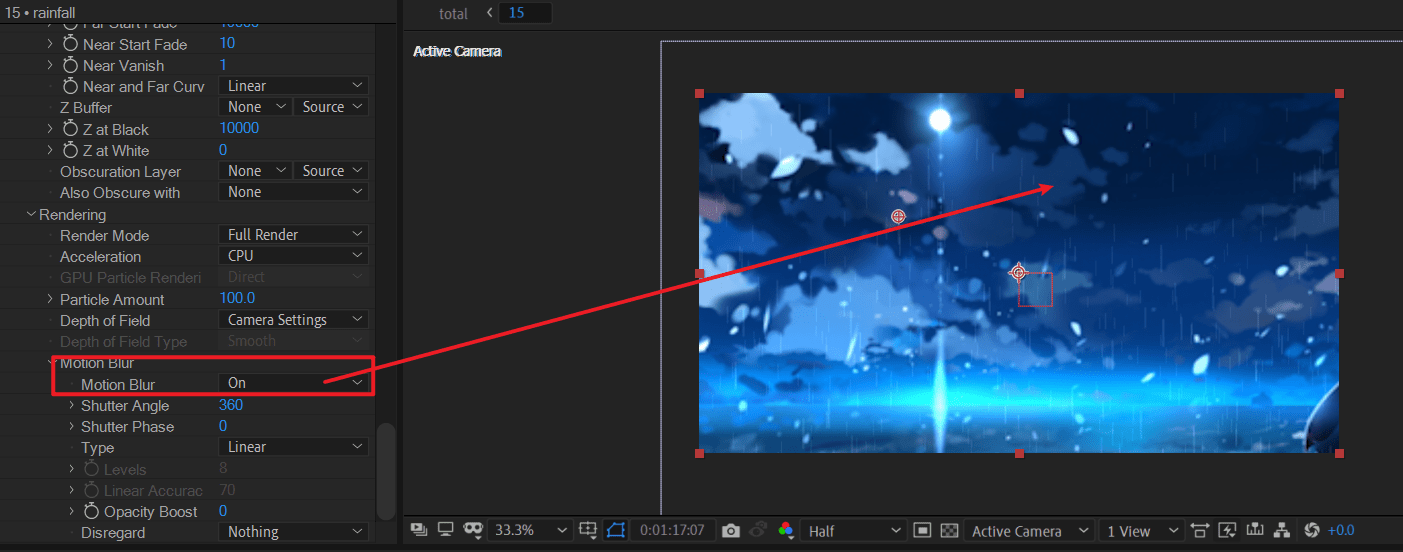 15 • rainfall
total 15
Far Start Fade 10000
Near Start Fade 10
Near Vanish 1
Near and Far Curv Linear
Z Buffer None Source
Z at Black 10000
Z at White 0
Obscuration Layer None Source
Also Obscure with None
Rendering
Render Mode Full Render
Acceleration CPU
GPU Particle Renderi Direct
Particle Amount 100.0
Depth of Field Camera Settings
Depth of Field Type Smooth
Motion Blur
Motion Blur On
Shutter Angle 360
Shutter Phase 0
Type Linear
Levels 8
Linear Accurac 70
Opacity Boost 0
Disregard Nothing
Active Camera
33.3% 0:01:17:07 Half Active Camera 1 View +0.0